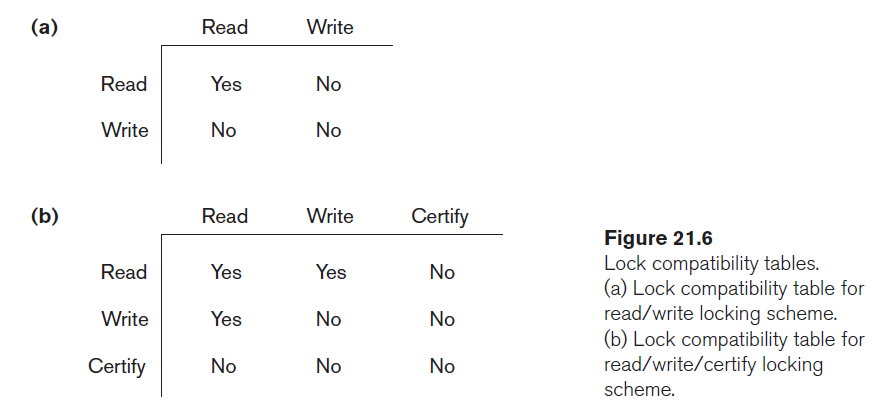 (a)
Read Write
Read Yes No
Write No No
(b)
Read Write Certify
Read Yes Yes No
Write Yes No No
Certify No No No
Figure 21.6
Lock compatibility tables.
(a) Lock compatibility table for
read/write locking scheme.
(b) Lock compatibility table for
read/write/certify locking
scheme.